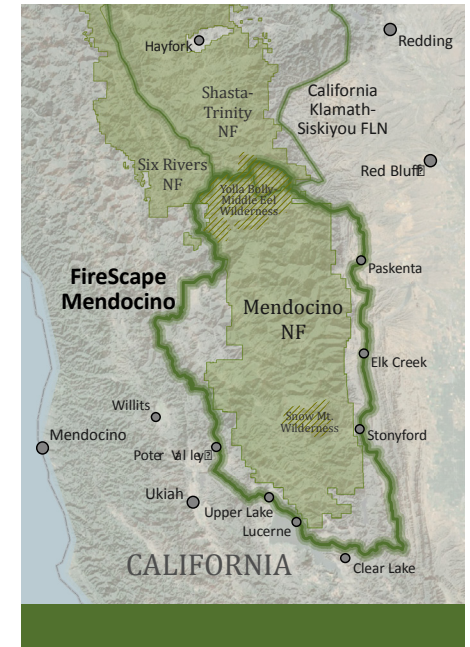 Hayfork
Redding
Shasta-
Trinity
NF
California
Klamath-
Siskiyou FLN
Six Rivers
NF
Red Bluff
Yolla Bolly-
Middle Eel
Wilderness
Paskenta
FireScape
Mendocino
Mendocino
NF
Elk Creek
Willits
Snow Mt.
Wilderness
Mendocino
Stonyford
Poter Valley
Ukiah
Upper Lake
Lucerne
CALIFORNIA
Clear Lake